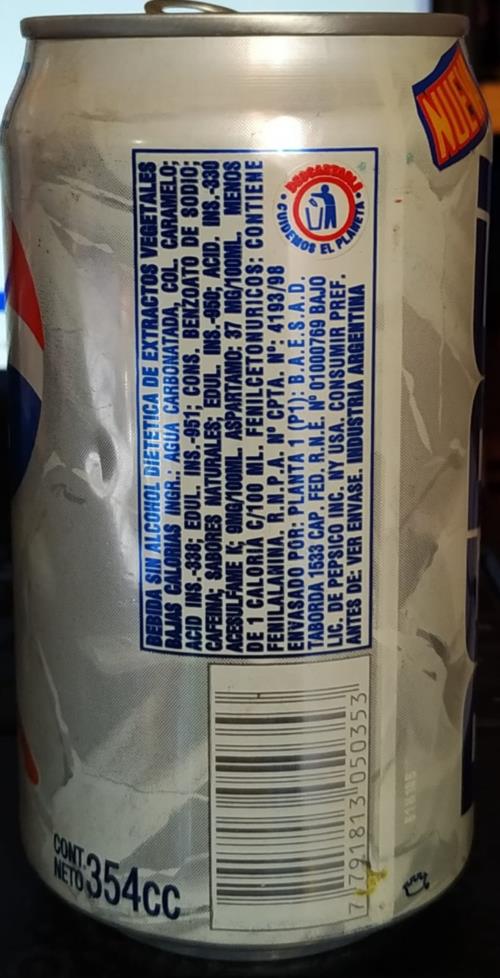 BEBIDA SIN ALCOHOL DIETETICA DE EXTRACTOS VEGETALES
BAJAS CALORIAS INGR.: AGUA CARBONATADA, COL. CARAMELO;
ACID INS.-338; EDUL. INS.-951; CONS. BENZOATO DE SODIO;
CAFEINA; SABORES NATURALES; EDUL. INS.-950; ACID. INS.-330
ACESULFAME K; 9MG/100ML. ASPARTAMO; 37 MG/100ML. MENOS
DE 1 CALORIA C/100 ML. FENILCETONURICOS: CONTIENE
FENILALANINA. R.N.P.A. Nº CPTA. Nº: 4193/98
ENVASADO POR: PLANTA 1 (P1): B.A.E.S.A.D.
TABORDA 1533 CAP. FED. R.N.E. Nº 01000769 BAJO
LIC. DE PEPSICO INC. NY USA. CONSUMIR PREF.
ANTES DE: VER ENVASE. INDUSTRIA ARGENTINA
DESCARTABLE
• CUIDEMOS EL PLANETA •
NUEV
CONT.
NETO 354CC
7 791813 050353